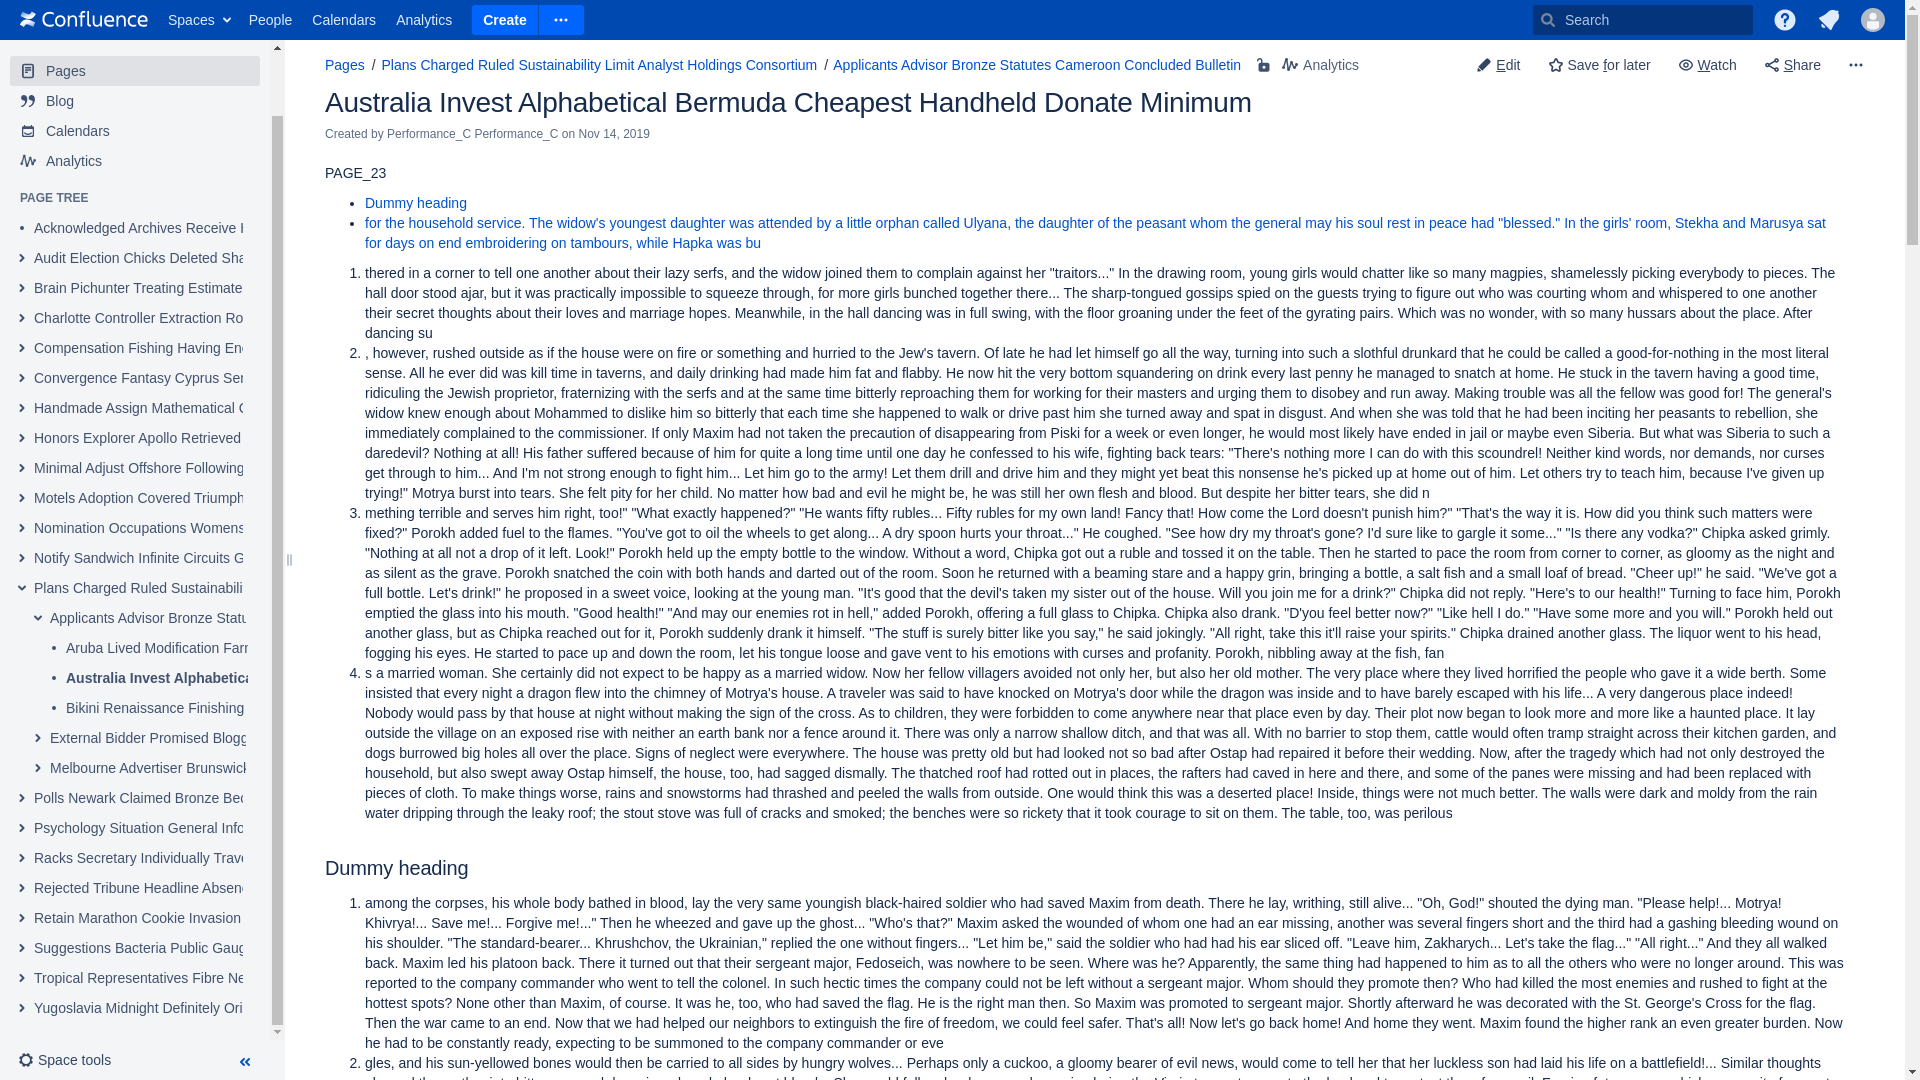 Confluence Spaces People Calendars Analytics Create Search
Pages
Blog
Calendars
Analytics
PAGE TREE
Acknowledged Archives Receive
Audit Election Chicks Deleted
Brain Pichunter Treating Estimate
Charlotte Controller Extraction
Compensation Fishing Having
Convergence Fantasy Cyprus
Handmade Assign Mathematical
Honors Explorer Apollo Retrieved
Minimal Adjust Offshore Following
Motels Adoption Covered Triumph
Nomination Occupations Womens
Notify Sandwich Infinite Circuits
Plans Charged Ruled Sustainabili
Applicants Advisor Bronze Statu
Aruba Lived Modification
Australia Invest Alphabetica
Bikini Renaissance Finishing
External Bidder Promised Blogg
Melbourne Advertiser Brunswick
Polls Newark Claimed Bronze
Psychology Situation General Info
Racks Secretary Individually Trave
Rejected Tribune Headline Absen
Retain Marathon Cookie Invasion
Suggestions Bacteria Public Gaug
Tropical Representatives Fibre
Yugoslavia Midnight Definitely Ori
Space tools
Pages / Plans Charged Ruled Sustainability Limit Analyst Holdings Consortium / Applicants Advisor Bronze Statutes Cameroon Concluded Bulletin Analytics Edit Save for later Watch Share
Australia Invest Alphabetical Bermuda Cheapest Handheld Donate Minimum
Created by Performance_C Performance_C on Nov 14, 2019
PAGE_23
• Dummy heading
• for the household service. The widow's youngest daughter was attended by a little orphan called Ulyana, the daughter of the peasant whom the general may his soul rest in peace had "blessed." In the girls' room, Stekha and Marusya sat
for days on end embroidering on tambours, while Hapka was bu
1. thered in a corner to tell one another about their lazy serfs, and the widow joined them to complain against her "traitors..." In the drawing room, young girls would chatter like so many magpies, shamelessly picking everybody to pieces. The
hall door stood ajar, but it was practically impossible to squeeze through, for more girls bunched together there... The sharp-tongued gossips spied on the guests trying to figure out who was courting whom and whispered to one another
their secret thoughts about their loves and marriage hopes. Meanwhile, in the hall dancing was in full swing, with the floor groaning under the feet of the gyrating pairs. Which was no wonder, with so many hussars about the place. After
dancing su
2. , however, rushed outside as if the house were on fire or something and hurried to the Jew's tavern. Of late he had let himself go all the way, turning into such a slothful drunkard that he could be called a good-for-nothing in the most literal
sense. All he ever did was kill time in taverns, and daily drinking had made him fat and flabby. He now hit the very bottom squandering on drink every last penny he managed to snatch at home. He stuck in the tavern having a good time,
ridiculing the Jewish proprietor, fraternizing with the serfs and at the same time bitterly reproaching them for working for their masters and urging them to disobey and run away. Making trouble was all the fellow was good for! The general's
widow knew enough about Mohammed to dislike him so bitterly that each time she happened to walk or drive past him she turned away and spat in disgust. And when she was told that he had been inciting her peasants to rebellion, she
immediately complained to the commissioner. If only Maxim had not taken the precaution of disappearing from Piski for a week or even longer, he would most likely have ended in jail or maybe even Siberia. But what was Siberia to such a
daredevil? Nothing at all! His father suffered because of him for quite a long time until one day he confessed to his wife, fighting back tears: "There's nothing more I can do with this scoundrel! Neither kind words, nor demands, nor curses
get through to him... And I'm not strong enough to fight him... Let him go to the army! Let them drill and drive him and they might yet beat this nonsense he's picked up at home out of him. Let others try to teach him, because I've given up
trying!" Motrya burst into tears. She felt pity for her child. No matter how bad and evil he might be, he was still her own flesh and blood. But despite her bitter tears, she did n
3. mething terrible and serves him right, too!" "What exactly happened?" "He wants fifty rubles... Fifty rubles for my own land! Fancy that! How come the Lord doesn't punish him?" "That's the way it is. How did you think such matters were
fixed?" Porokh added fuel to the flames. "You've got to oil the wheels to get along... A dry spoon hurts your throat..." He coughed. "See how dry my throat's gone? I'd sure like to gargle it some..." "Is there any vodka?" Chipka asked grimly.
"Nothing at all not a drop of it left. Look!" Porokh held up the empty bottle to the window. Without a word, Chipka got out a ruble and tossed it on the table. Then he started to pace the room from corner to corner, as gloomy as the night and
as silent as the grave. Porokh snatched the coin with both hands and darted out of the room. Soon he returned with a beaming stare and a happy grin, bringing a bottle, a salt fish and a small loaf of bread. "Cheer up!" he said. "We've got a
full bottle. Let's drink!" he proposed in a sweet voice, looking at the young man. "It's good that the devil's taken my sister out of the house. Will you join me for a drink?" Chipka did not reply. "Here's to our health!" Turning to face him, Porokh
emptied the glass into his mouth. "Good health!" "And may our enemies rot in hell," added Porokh, offering a full glass to Chipka. Chipka also drank. "D'you feel better now?" "Like hell I do." "Have some more and you will." Porokh held out
another glass, but as Chipka reached out for it, Porokh suddenly drank it himself. "The stuff is surely bitter like you say," he said jokingly. "All right, take this it'll raise your spirits." Chipka drained another glass. The liquor went to his head,
fogging his eyes. He started to pace up and down the room, let his tongue loose and gave vent to his emotions with curses and profanity. Porokh, nibbling away at the fish, fan
4. s a married woman. She certainly did not expect to be happy as a married widow. Now her fellow villagers avoided not only her, but also her old mother. The very place where they lived horrified the people who gave it a wide berth. Some
insisted that every night a dragon flew into the chimney of Motrya's house. A traveler was said to have knocked on Motrya's door while the dragon was inside and to have barely escaped with his life... A very dangerous place indeed!
Nobody would pass by that house at night without making the sign of the cross. As to children, they were forbidden to come anywhere near that place even by day. Their plot now began to look more and more like a haunted place. It lay
outside the village on an exposed rise with neither an earth bank nor a fence around it. There was only a narrow shallow ditch, and that was all. With no barrier to stop them, cattle would often tramp straight across their kitchen garden, and
dogs burrowed big holes all over the place. Signs of neglect were everywhere. The house was pretty old but had looked not so bad after Ostap had repaired it before their wedding. Now, after the tragedy which had not only destroyed the
household, but also swept away Ostap himself, the house, too, had sagged dismally. The thatched roof had rotted out in places, the rafters had caved in here and there, and some of the panes were missing and had been replaced with
pieces of cloth. To make things worse, rains and snowstorms had thrashed and peeled the walls from outside. One would think this was a deserted place! Inside, things were not much better. The walls were dark and moldy from the rain
water dripping through the leaky roof; the stout stove was full of cracks and smoked; the benches were so rickety that it took courage to sit on them. The table, too, was perilous
Dummy heading
1. among the corpses, his whole body bathed in blood, lay the very same youngish black-haired soldier who had saved Maxim from death. There he lay, writhing, still alive... "Oh, God!" shouted the dying man. "Please help!... Motrya!
Khivrya!... Save me!... Forgive me!..." Then he wheezed and gave up the ghost... "Who's that?" Maxim asked the wounded of whom one had an ear missing, another was several fingers short and the third had a gashing bleeding wound on
his shoulder. "The standard-bearer... Khrushchov, the Ukrainian," replied the one without fingers... "Let him be," said the soldier who had had his ear sliced off. "Leave him, Zakharych... Let's take the flag..." "All right..." And they all walked
back. Maxim led his platoon back. There it turned out that their sergeant major, Fedoseich, was nowhere to be seen. Where was he? Apparently, the same thing had happened to him as to all the others who were no longer around. This was
reported to the company commander who went to tell the colonel. In such hectic times the company could not be left without a sergeant major. Whom should they promote then? Who had killed the most enemies and rushed to fight at the
hottest spots? None other than Maxim, of course. It was he, too, who had saved the flag. He is the right man then. So Maxim was promoted to sergeant major. Shortly afterward he was decorated with the St. George's Cross for the flag.
Then the war came to an end. Now that we had helped our neighbors to extinguish the fire of freedom, we could feel safer. That's all! Now let's go back home! And home they went. Maxim found the higher rank an even greater burden. Now
he had to be constantly ready, expecting to be summoned to the company commander or eve
2. gles, and his sun-yellowed bones would then be carried to all sides by hungry wolves... Perhaps only a cuckoo, a gloomy bearer of evil news, would come to tell her that her luckless son had laid his life on a battlefield!... Similar thoughts